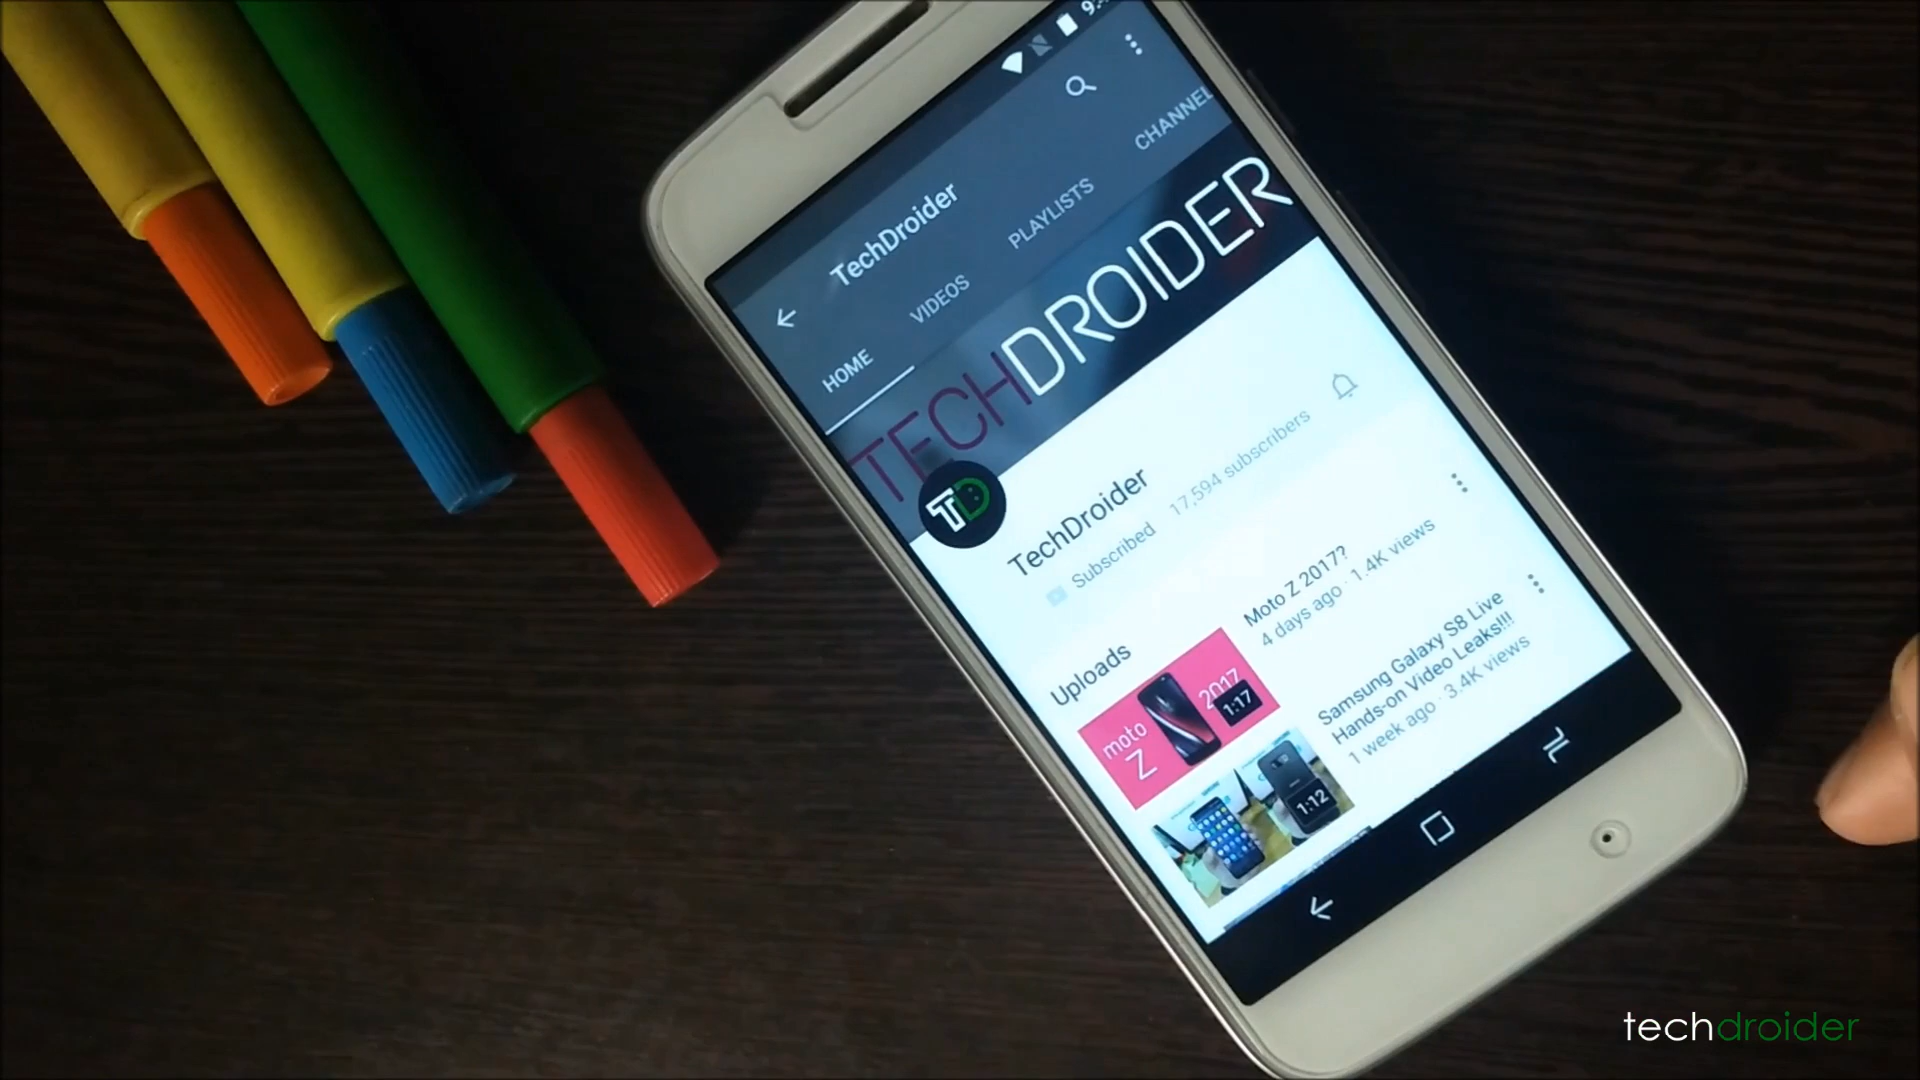 9:4
TechDroider
HOME
VIDEOS
PLAYLISTS
CHANNEL
TECHDROIDER
TD
TechDroider
Subscribed 17,594 subscribers
Uploads
moto
Z
2017
1:17
Moto Z 2017?
4 days ago · 1.4K views
1:12
Samsung Galaxy S8 Live
Hands-on Video Leaks!!!
1 week ago · 3.4K views
techdroider